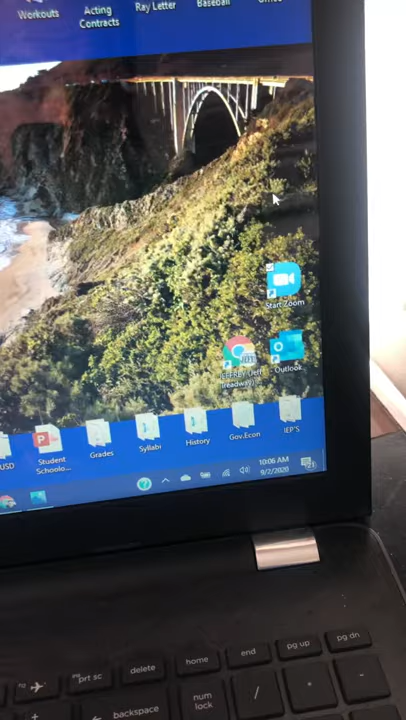 Workouts
Acting
Contracts
Ray Letter
Baseball
Start Zoom
Outlook
USD
Student
Schoolo...
Grades
Syllabi
History
Gov.Econ
IEP'S
10:06 AM
9/2/2020
prt sc
delete
home
end
pg up
pg dn
backspace
num
lock
/
*
-